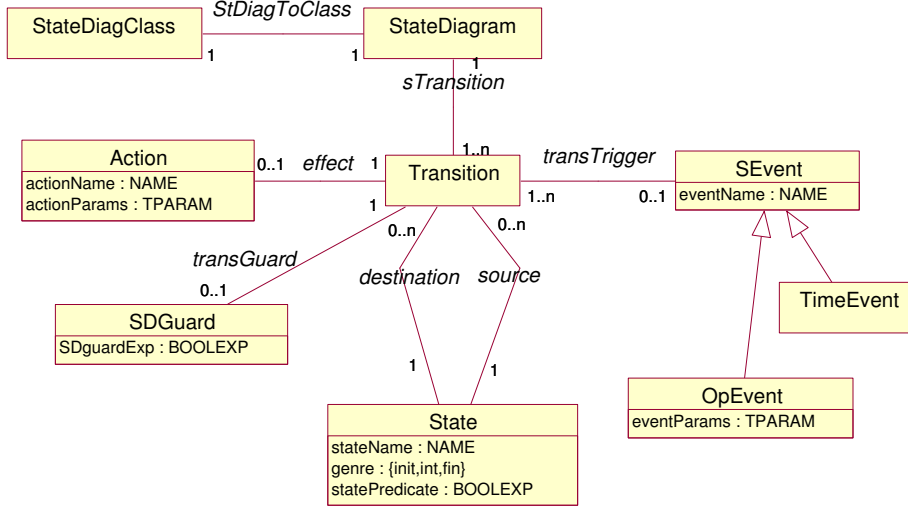 StDiagToClass
StateDiagClass
StateDiagram
1
1
1
sTransition
1..n
Action
actionName : NAME
actionParams : TPARAM
0..1
effect
1
Transition
transTrigger
1..n
0..1
SEvent
eventName : NAME
1
0..n
0..n
transGuard
destination
source
0..1
TimeEvent
SDGuard
SDguardExp : BOOLEXP
1
1
OpEvent
eventParams : TPARAM
State
stateName : NAME
genre : {init,int,fin}
statePredicate : BOOLEXP